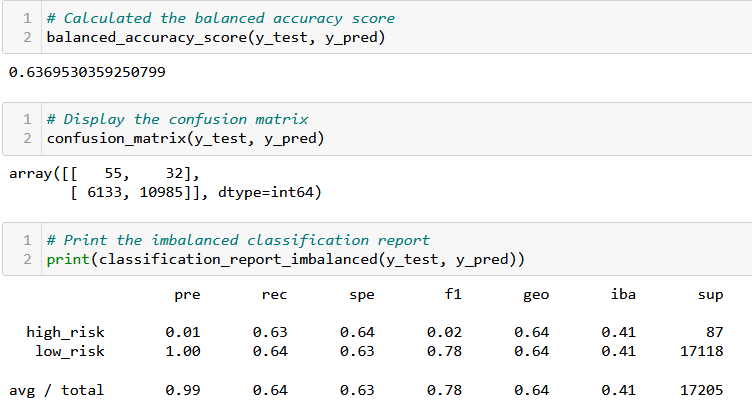 1 # Calculated the balanced accuracy score
2 balanced_accuracy_score(y_test, y_pred)
0.6369530359250799
1 # Display the confusion matrix
2 confusion_matrix(y_test, y_pred)
array([[   55,    32],
       [ 6133, 10985]], dtype=int64)
1 # Print the imbalanced classification report
2 print(classification_report_imbalanced(y_test, y_pred))
                   pre       rec       spe        f1       geo       iba       sup
  high_risk       0.01      0.63      0.64      0.02      0.64      0.41        87
   low_risk       1.00      0.64      0.63      0.78      0.64      0.41     17118
avg / total       0.99      0.64      0.63      0.78      0.64      0.41     17205